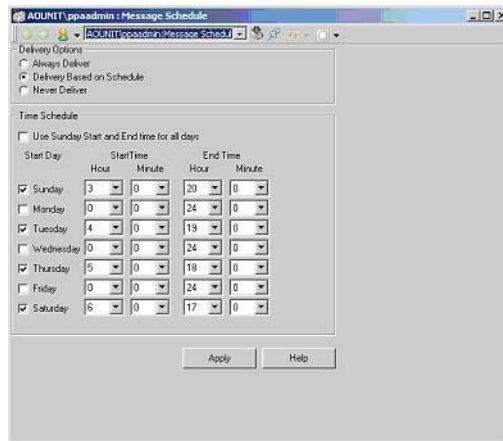 AOUNIT\ppaadmin : Message Schedule
AOUNIT\ppaadmin:Message Schedul
Delivery Options
Always Deliver
Delivery Based on Schedule
Never Deliver
Time Schedule
Use Sunday Start and End time for all days
Start Day StartTime End Time
Hour Minute Hour Minute
Sunday 3 0 20 0
Monday 0 0 24 0
Tuesday 4 0 19 0
Wednesday 0 0 24 0
Thursday 5 0 18 0
Friday 0 0 24 0
Saturday 6 0 17 0
Apply Help